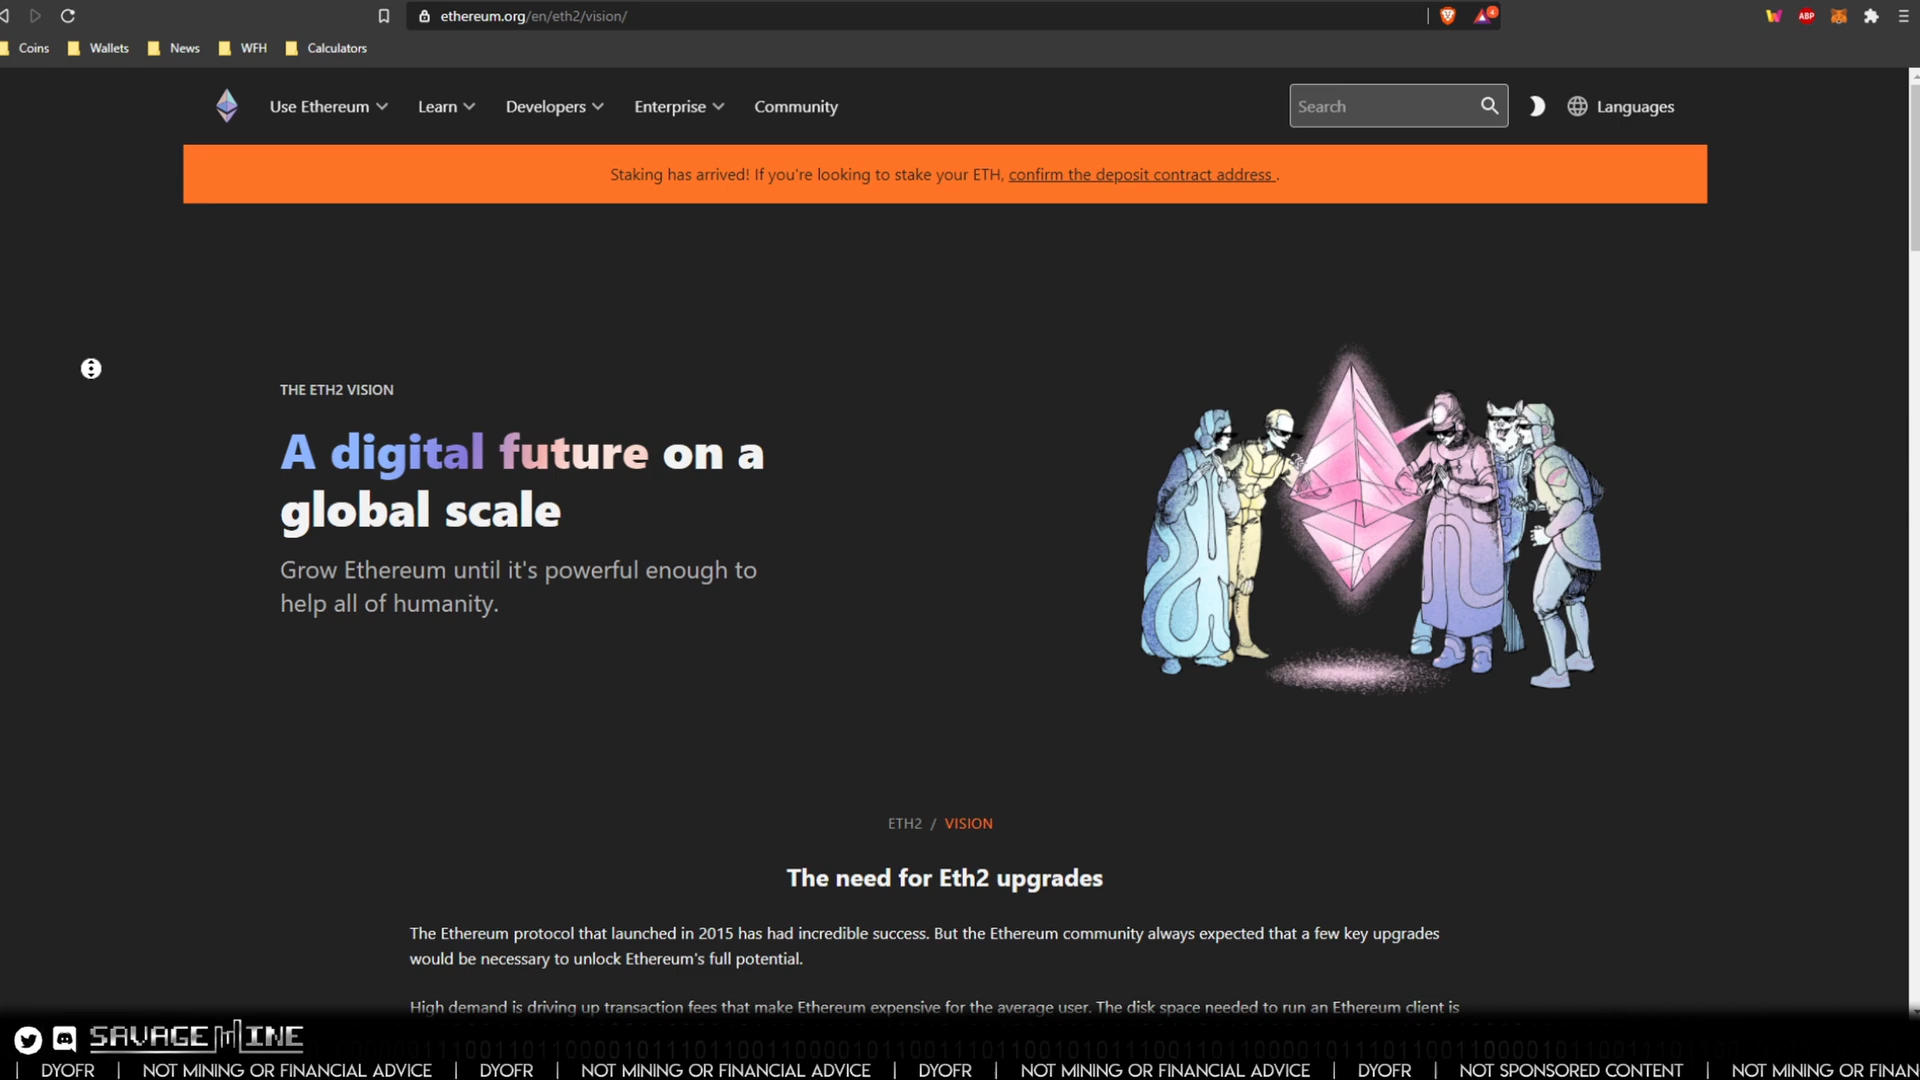 ethereum.org/en/eth2/vision/
4
ABP
Coins
Wallets
News
WFH
Calculators
Use Ethereum
Learn
Developers
Enterprise
Community
Search
Languages
Staking has arrived! If you're looking to stake your ETH, confirm the deposit contract address .
THE ETH2 VISION
A digital future on a
global scale
Grow Ethereum until it's powerful enough to
help all of humanity.
ETH2 / VISION
The need for Eth2 upgrades
The Ethereum protocol that launched in 2015 has had incredible success. But the Ethereum community always expected that a few key upgrades
would be necessary to unlock Ethereum's full potential.
High demand is driving up transaction fees that make Ethereum expensive for the average user. The disk space needed to run an Ethereum client is
SAVAGE MINE
| DYOFR | NOT MINING OR FINANCIAL ADVICE | DYOFR | NOT MINING OR FINANCIAL ADVICE | DYOFR | NOT MINING OR FINANCIAL ADVICE | DYOFR | NOT SPONSORED CONTENT | NOT MINING OR FINAN